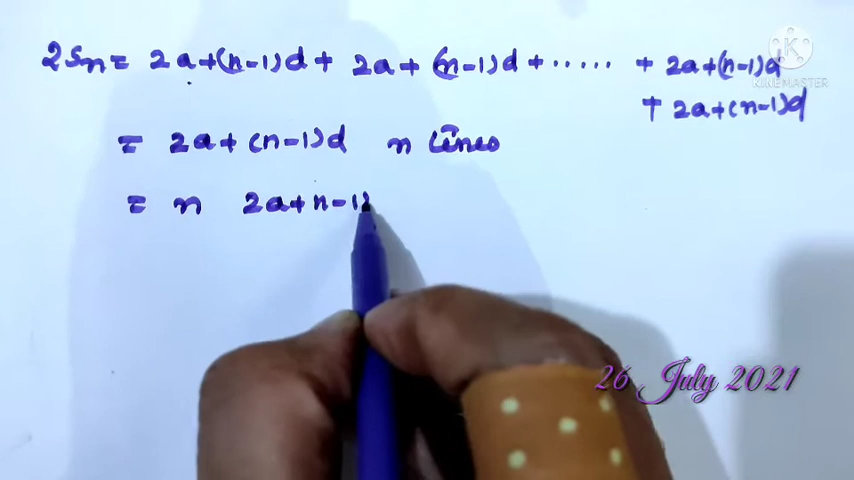 2Sn = 2a+(n-1)d + 2a+(n-1)d + ..... + 2a+(n-1)d
+ 2a+(n-1)d
= 2a+(n-1)d n times
= n 2a+n-1)
KINEMASTER
26 July 2021